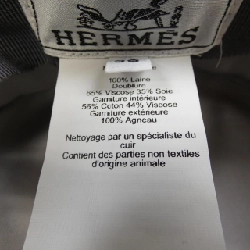 HERMÈS
100% Laine
Doublure
65% Viscose 35% Soie
Garniture intérieure
56% Coton 44% Viscose
Garniture extérieure
100% Agneau
Nettoyage par un spécialiste du
cuir
Contient des parties non textiles
d'origine animale